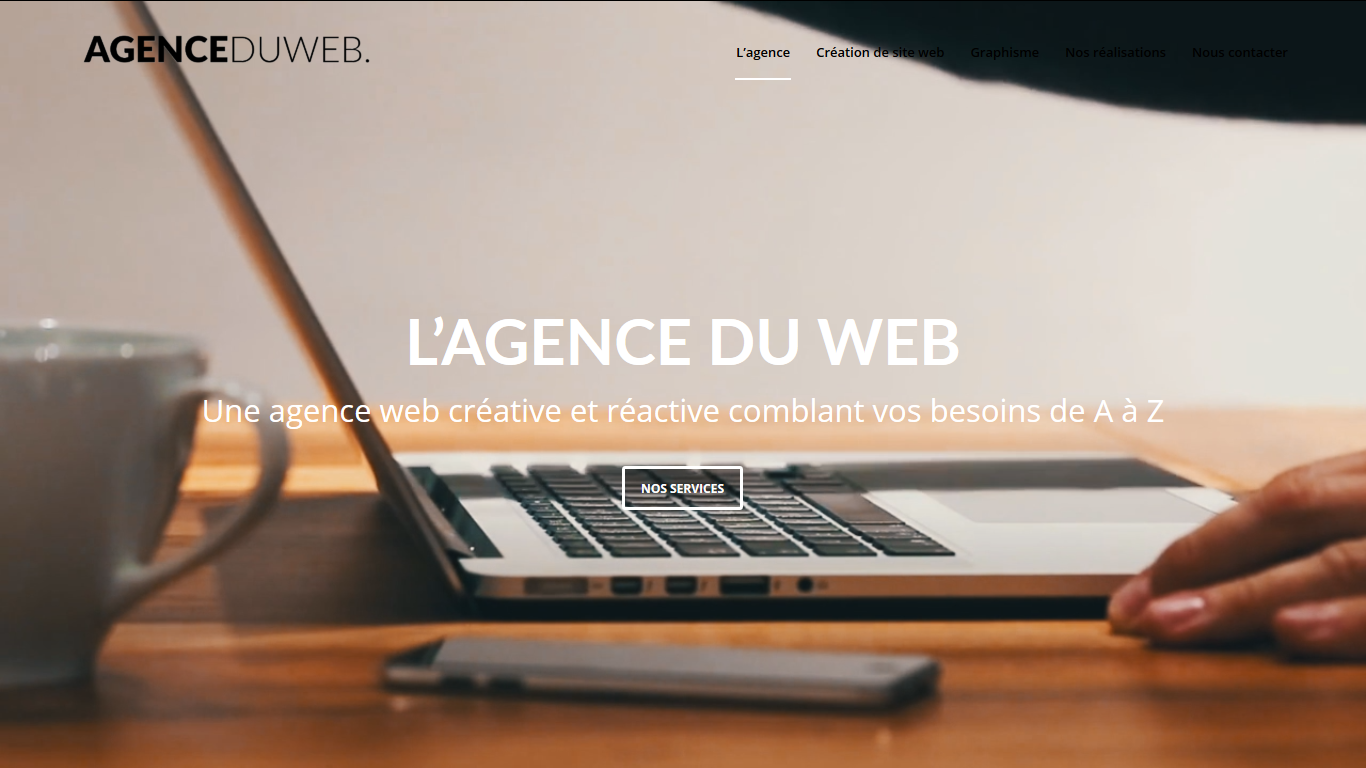 AGENCEDUWEB.
L'agence
Création de site web
Graphisme
Nos réalisations
Nous contacter
L’AGENCE DU WEB
Une agence web créative et réactive comblant vos besoins de A à Z
NOS SERVICES